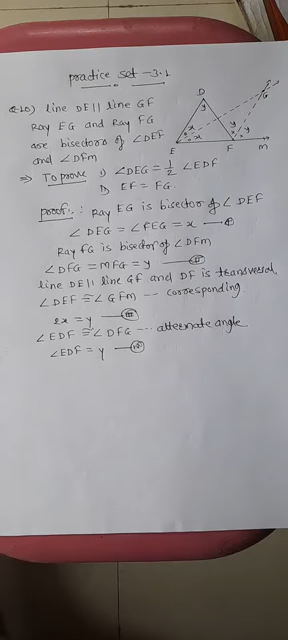 practice set - 3.1
Q-10) line DE || line GF
Ray EG and Ray FG
are bisectors of ∠DEF
and ∠DFM
⇒ To prove i) ∠DEG = 1/2 ∠EDF
ii) EF = FG.
proof: : Ray EG is bisector of ∠DEF
∠DEG = ∠FEG = x — (I)
Ray FG is bisector of ∠DFM
∠DFG = MFG = y — (II)
line DE || line GF and DF is transversal,
∠DEF ≅ ∠GFM --- corresponding.
2x = y — (III)
∠EDF ≅ ∠DFG --- alternate angle
∠EDF = y — (IV)
D
y
G
x
x
y
y
E
F
M